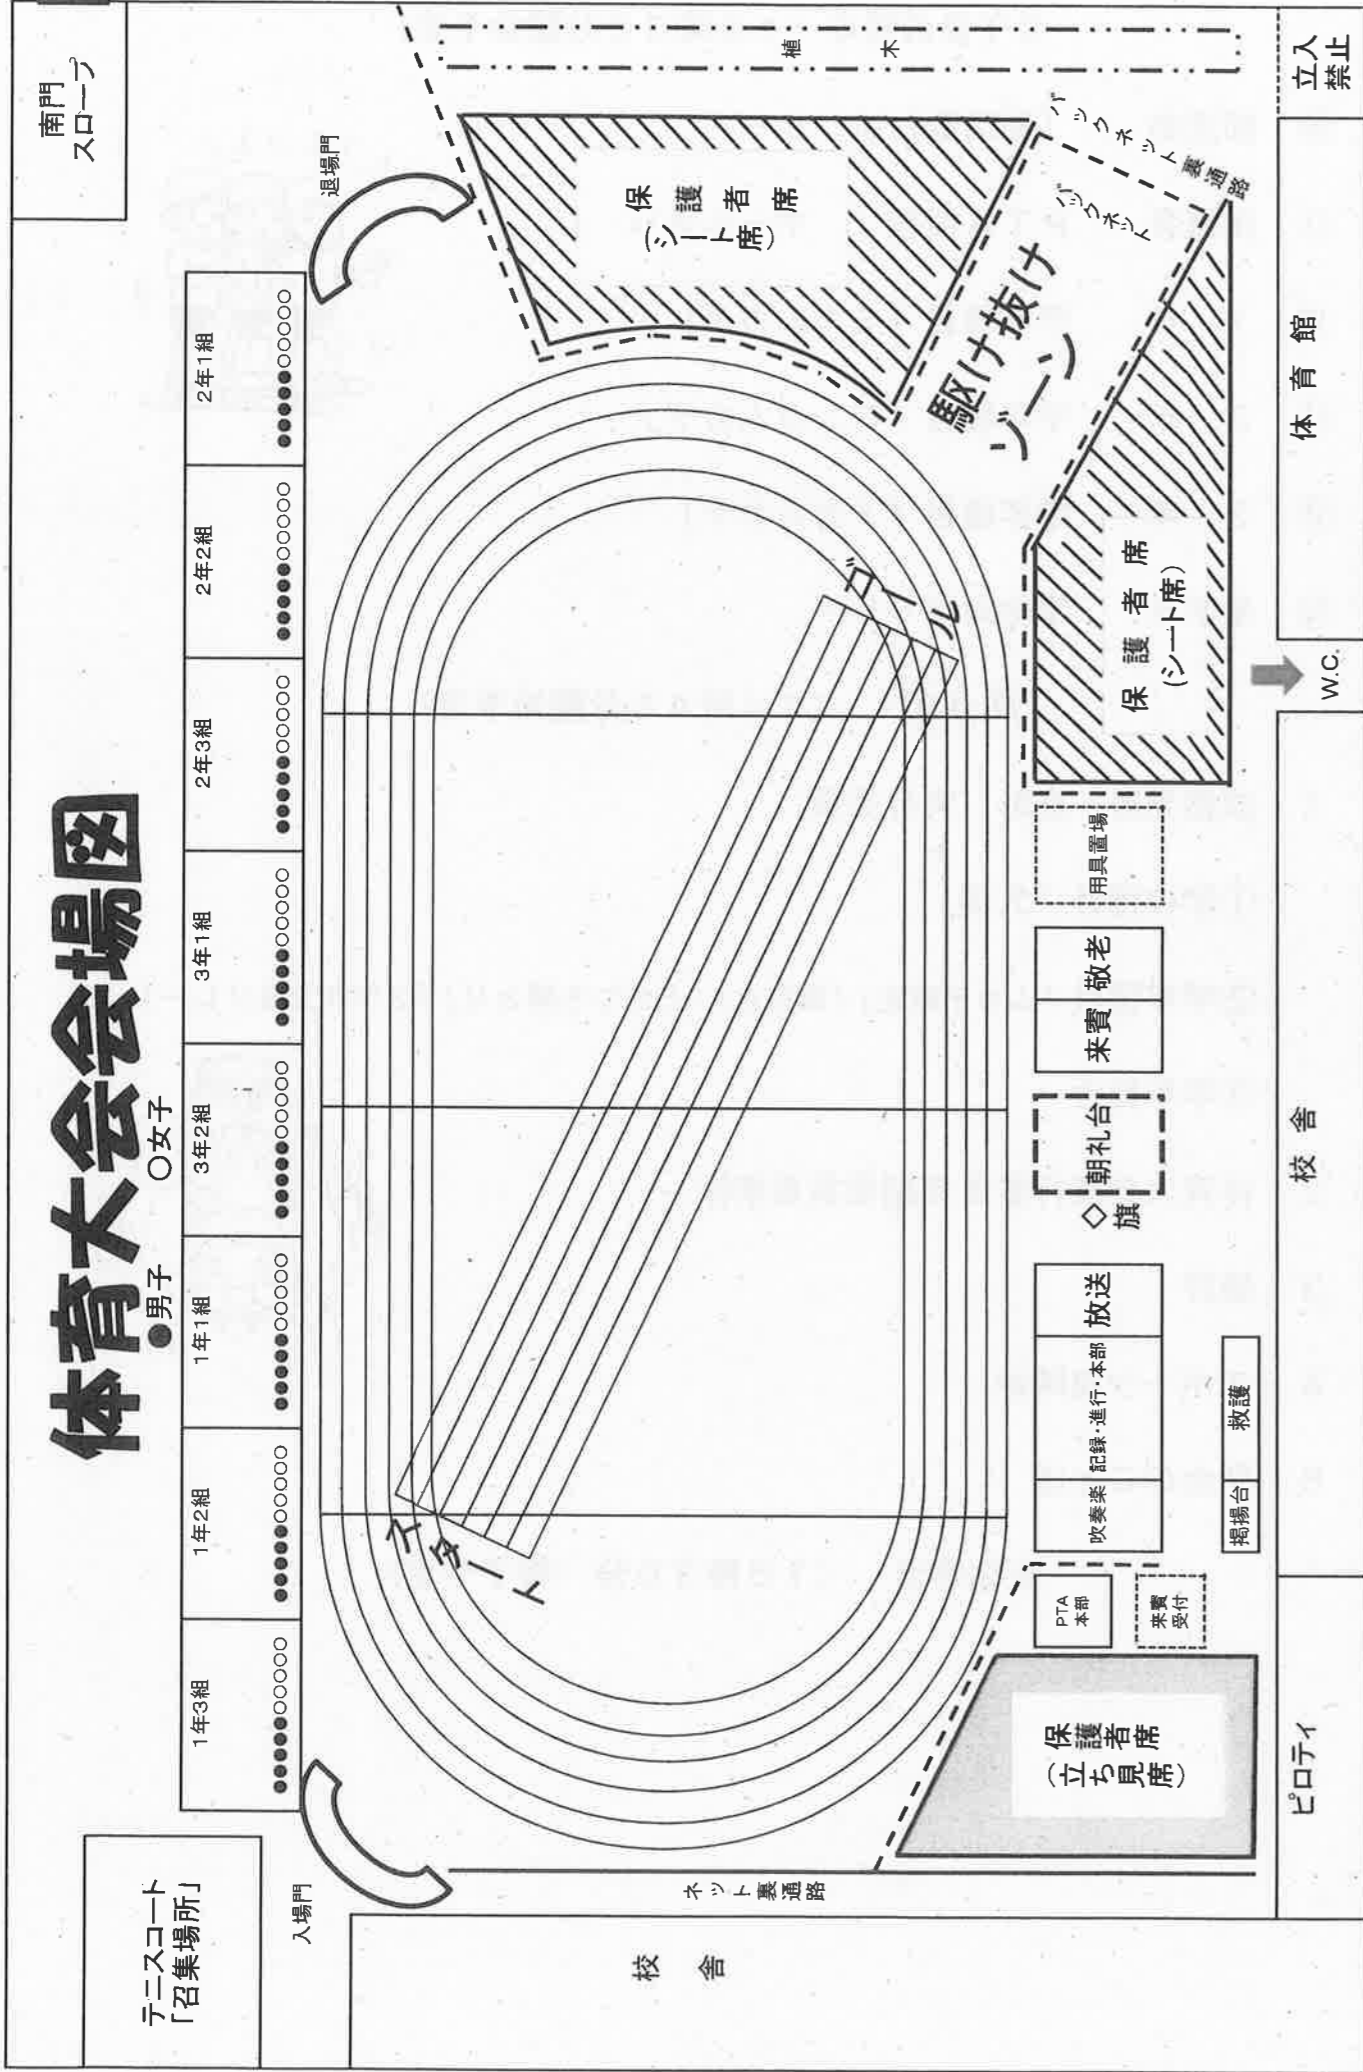 体育大会会場図
●男子 ○女子
南門
スロープ
テニスコート
「召集場所」
入場門
1年3組
●●●●●○○○○○○
1年2組
●●●●●○○○○○○
1年1組
●●●●●○○○○○○
3年2組
●●●●●○○○○○○
3年1組
●●●●●○○○○○○
2年3組
●●●●●○○○○○○
2年2組
●●●●●○○○○○○
2年1組
●●●●●○○○○○○
退場門
スタート
ゴール
植木
保護者席
(シート席)
駆け抜け
ゾーン
バックネット
バックネット裏通路
保護者席
(シート席)
校舎
ネット裏通路
保護者席
(立ち見席)
PTA
本部
来賓
受付
吹奏楽
記録・進行・本部
放送
掲揚台
救護
◇
旗
朝礼台
来賓
敬老
用具置場
ピロティ
校舎
W.C.
体育館
立入
禁止